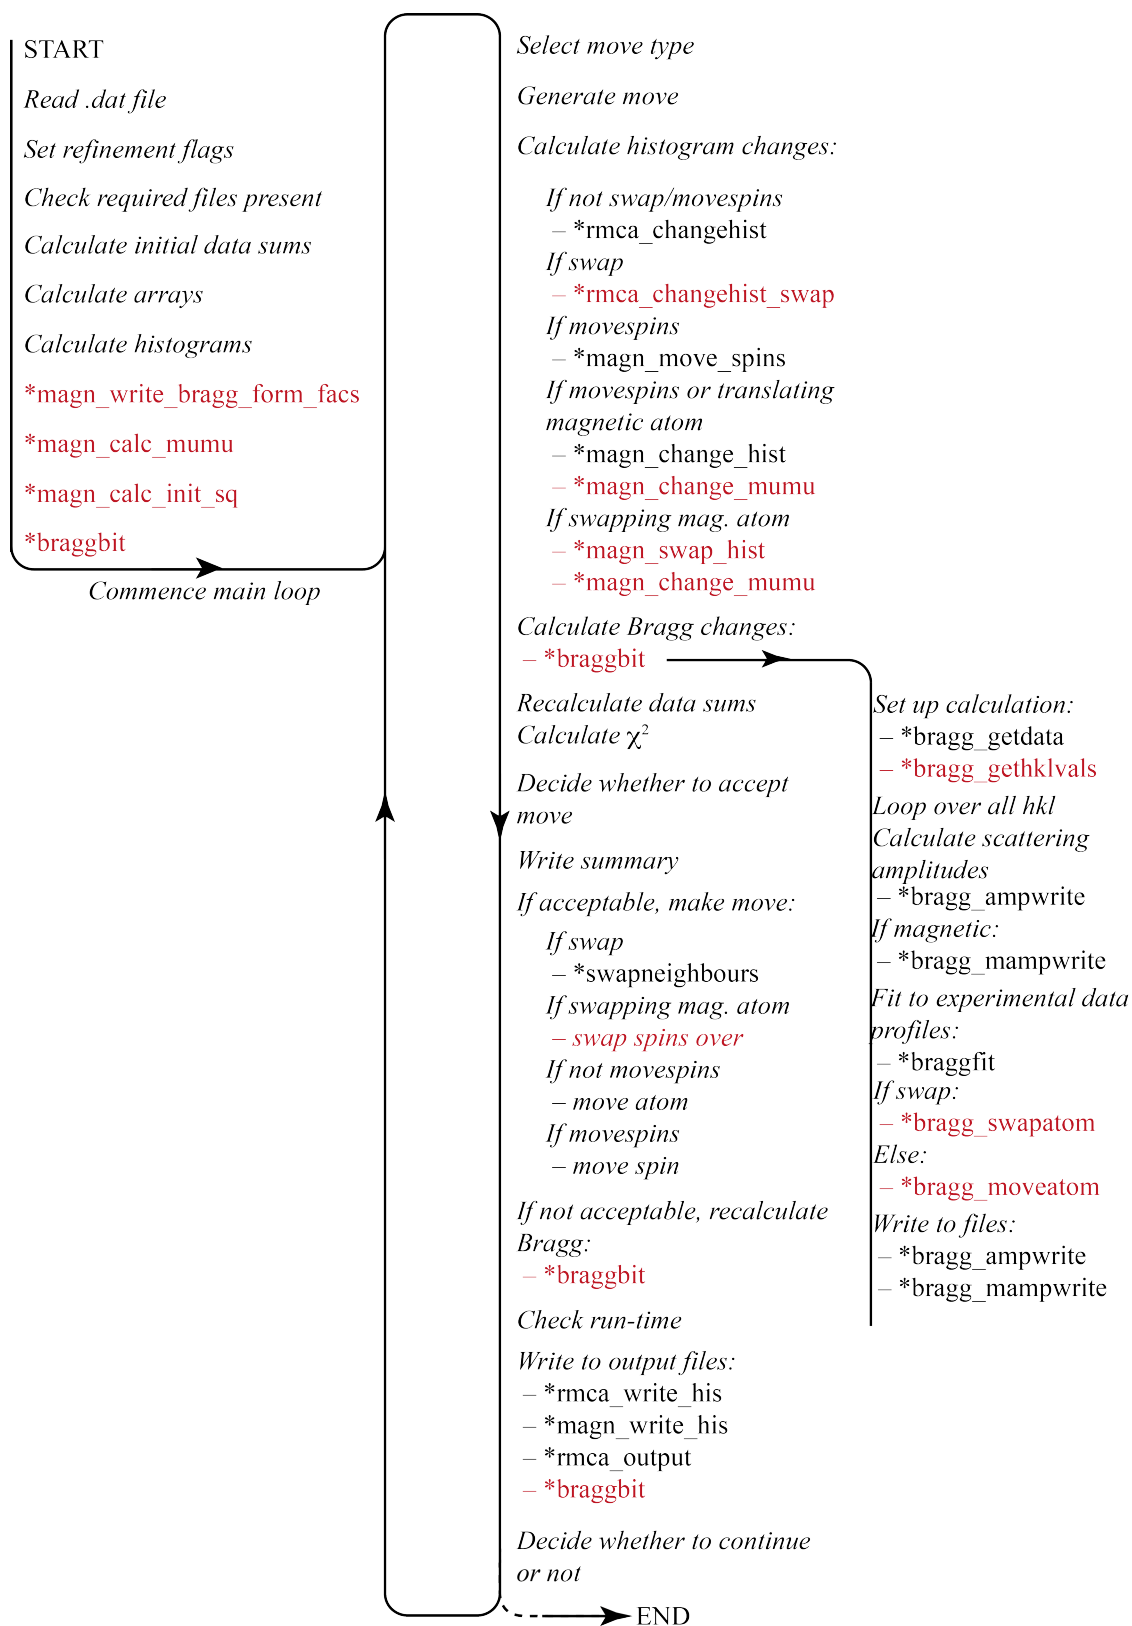 START
Read .dat file
Set refinement flags
Check required files present
Calculate initial data sums
Calculate arrays
Calculate histograms
*magn_write_bragg_form_facs
*magn_calc_mumu
*magn_calc_init_sq
*braggbit
Commence main loop
Select move type
Generate move
Calculate histogram changes:
If not swap/movespins
– *rmca_changehist
If swap
– *rmca_changehist_swap
If movespins
– *magn_move_spins
If movespins or translating
magnetic atom
– *magn_change_hist
– *magn_change_mumu
If swapping mag. atom
– *magn_swap_hist
– *magn_change_mumu
Calculate Bragg changes:
– *braggbit
Recalculate data sums
Calculate χ²
Decide whether to accept
move
Write summary
If acceptable, make move:
If swap
– *swapneighbours
If swapping mag. atom
– swap spins over
If not movespins
– move atom
If movespins
– move spin
If not acceptable, recalculate
Bragg:
– *braggbit
Check run-time
Write to output files:
– *rmca_write_his
– *magn_write_his
– *rmca_output
– *braggbit
Decide whether to continue
or not
END
Set up calculation:
– *bragg_getdata
– *bragg_gethklvals
Loop over all hkl
Calculate scattering
amplitudes
– *bragg_ampwrite
If magnetic:
– *bragg_mampwrite
Fit to experimental data
profiles:
– *braggfit
If swap:
– *bragg_swapatom
Else:
– *bragg_moveatom
Write to files:
– *bragg_ampwrite
– *bragg_mampwrite